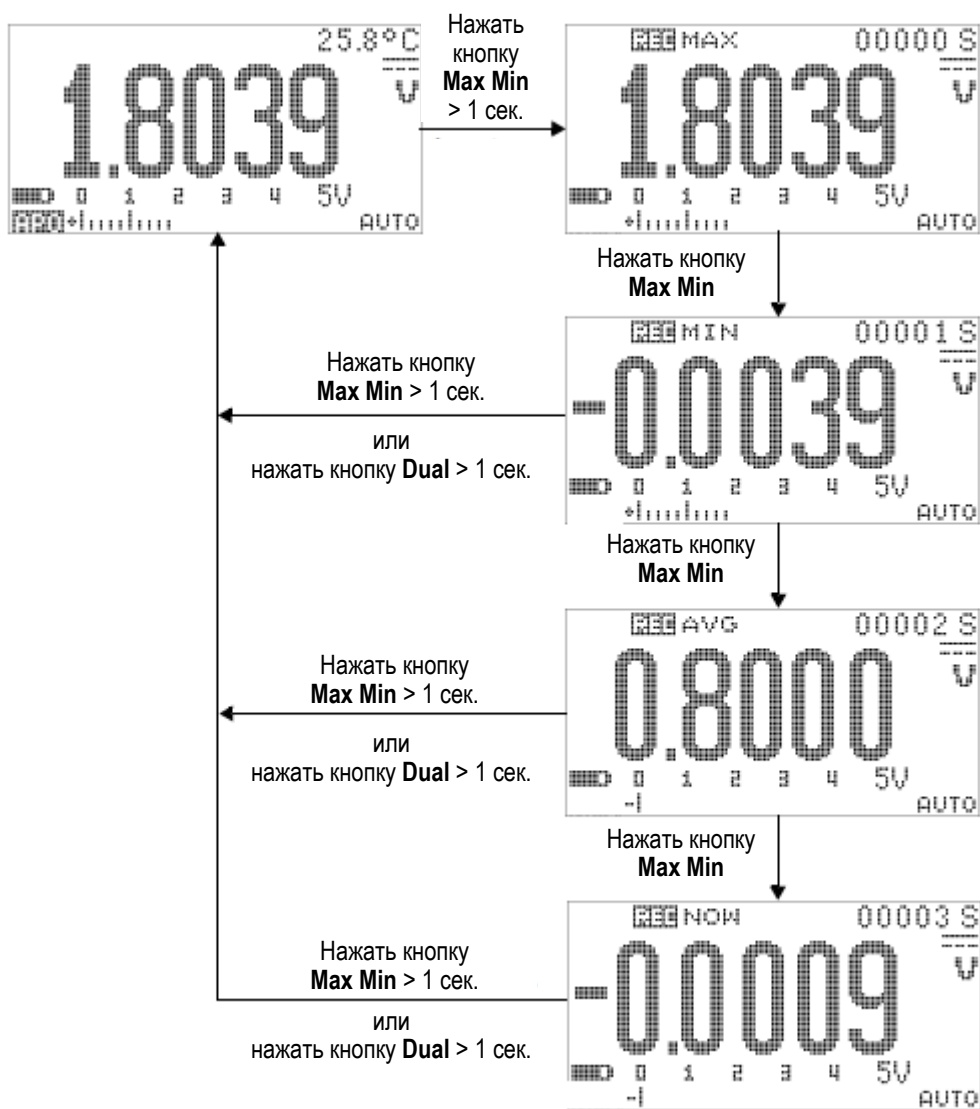 25.8°C
1.8039 V
0 1 2 3 4 5V
APO AUTO
Нажать
кнопку
Max Min
> 1 сек.
REC MAX 00000 S
1.8039 V
0 1 2 3 4 5V
AUTO
Нажать кнопку
Max Min
REC MIN 00001 S
-0.0039 V
0 1 2 3 4 5V
AUTO
Нажать кнопку
Max Min > 1 сек.
или
нажать кнопку Dual > 1 сек.
Нажать кнопку
Max Min
REC AVG 00002 S
0.8000 V
0 1 2 3 4 5V
AUTO
Нажать кнопку
Max Min > 1 сек.
или
нажать кнопку Dual > 1 сек.
Нажать кнопку
Max Min
REC NOW 00003 S
-0.0009 V
0 1 2 3 4 5V
AUTO
Нажать кнопку
Max Min > 1 сек.
или
нажать кнопку Dual > 1 сек.